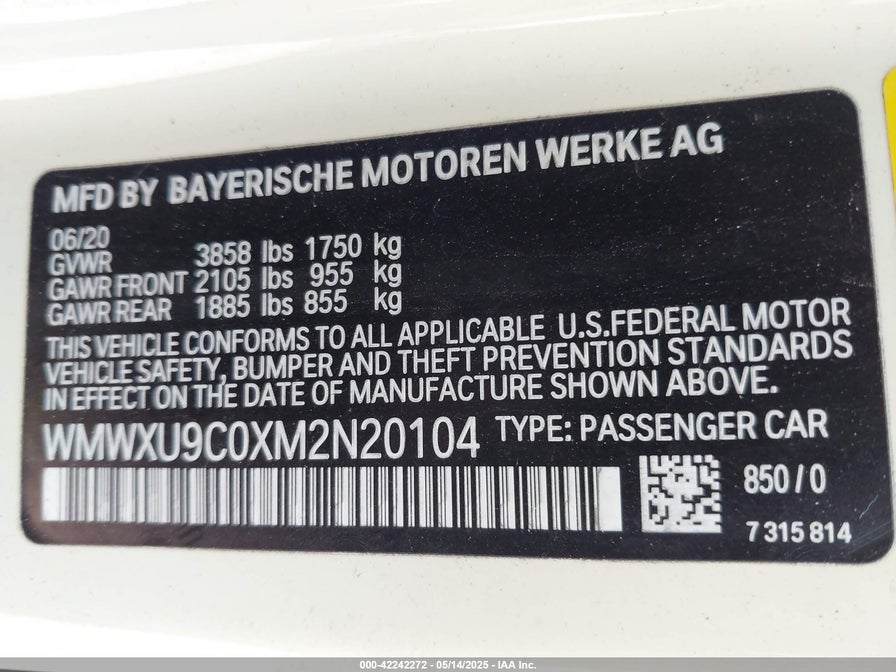 MFD BY BAYERISCHE MOTOREN WERKE AG
06/20
GVWR 3858 lbs 1750 kg
GAWR FRONT 2105 lbs 955 kg
GAWR REAR 1885 lbs 855 kg
THIS VEHICLE CONFORMS TO ALL APPLICABLE U.S.FEDERAL MOTOR
VEHICLE SAFETY, BUMPER AND THEFT PREVENTION STANDARDS
IN EFFECT ON THE DATE OF MANUFACTURE SHOWN ABOVE.
WMWXU9C0XM2N20104 TYPE: PASSENGER CAR
850/0
7315814
000-42242272 - 05/14/2025 - IAA Inc.